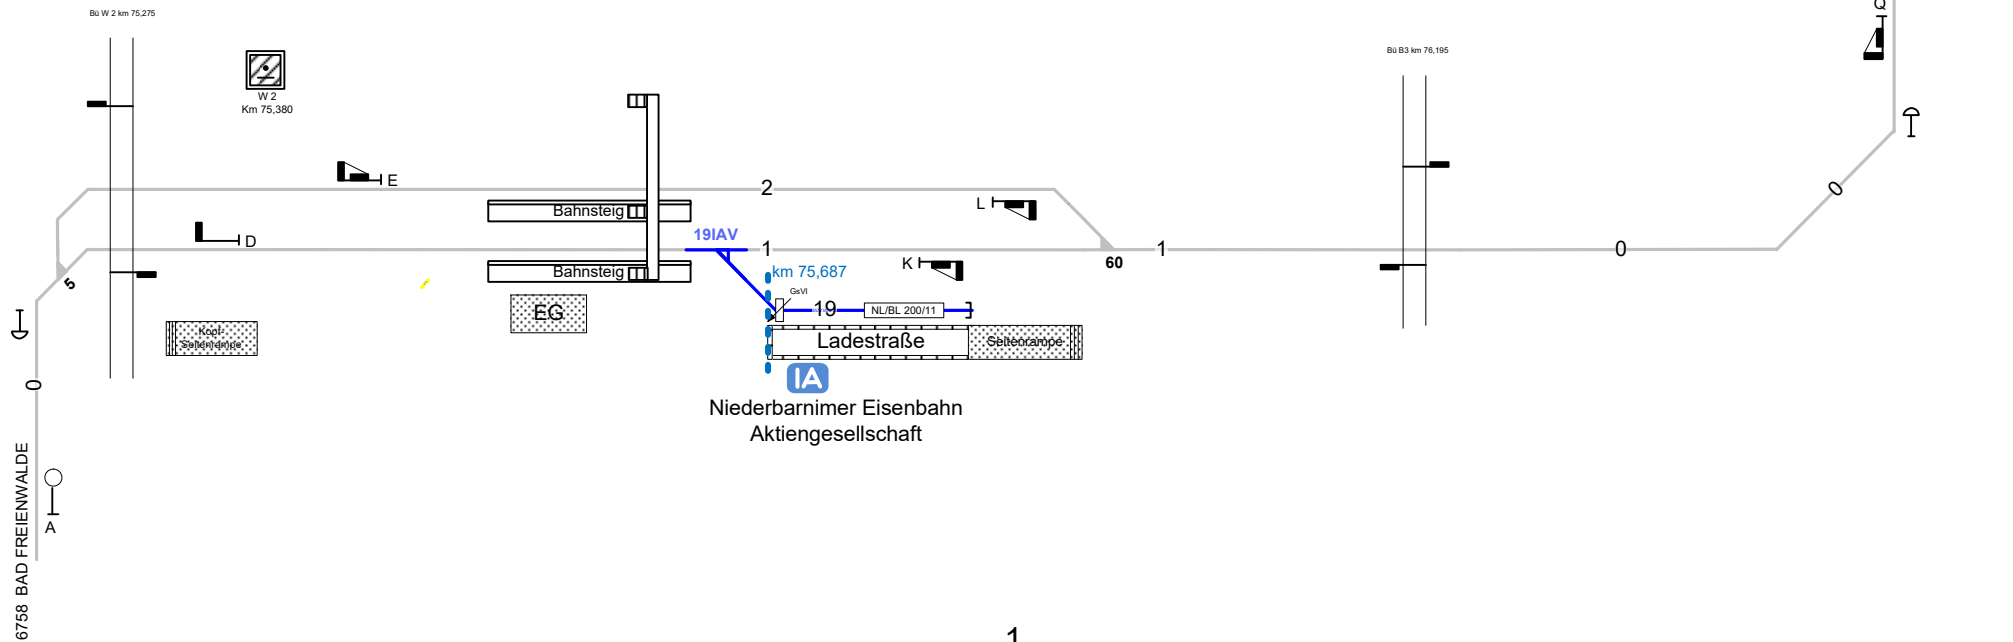 Bü W 2 km 75,275
Q
Bü B3 km 76,195
W 2
Km 75,380
E
2
L
Bahnsteig
D
19IAV
1
1
0
0
K
60
Bahnsteig
km 75,687
5
GsVI
EG
19
NL/BL 200/11
Kopf-
Seitenrampe
Ladestraße
Seitenrampe
IA
0
Niederbarnimer Eisenbahn
Aktiengesellschaft
A
6758 BAD FREIENWALDE
1